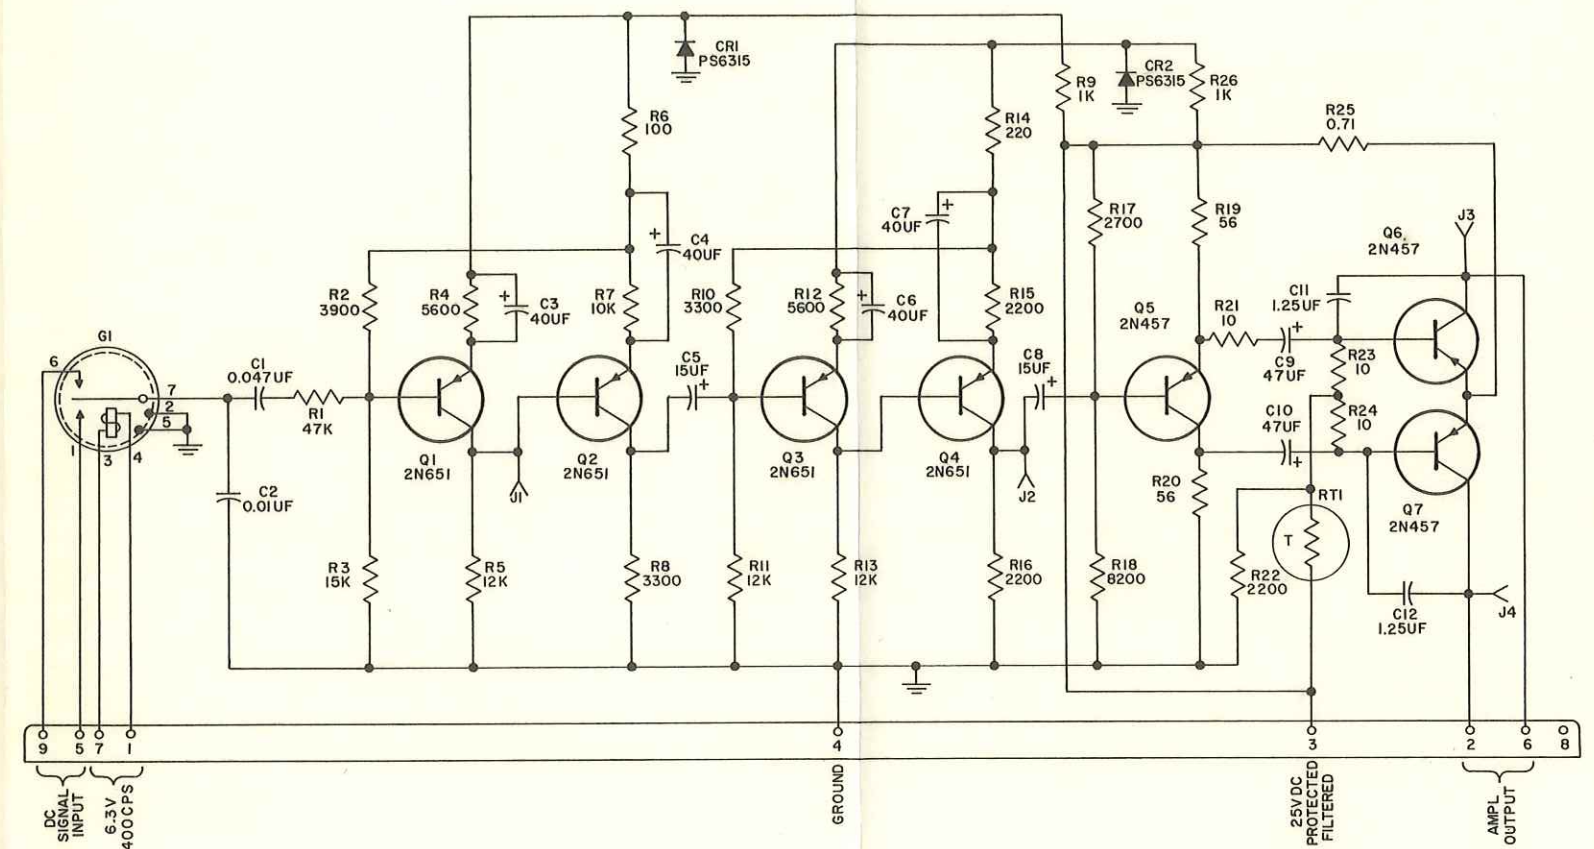 CR1
PS6315
CR2
PS6315
R9
1K
R26
1K
R6
100
R14
220
R25
0.71
C7
40UF
R17
2700
R19
56
J3
C4
40UF
Q6
2N457
R2
3900
R4
5600
C3
40UF
R7
10K
R10
3300
R12
5600
C6
40UF
R15
2200
C11
1.25UF
Q5
2N457
R21
10
G1
6
7
2
5
1
3
4
C1
0.047UF
R1
47K
C5
15UF
C8
15UF
C9
47UF
R23
10
C10
47UF
R24
10
Q1
2N651
J1
Q2
2N651
Q3
2N651
Q4
2N651
J2
C2
0.01UF
R20
56
RT1
T
Q7
2N457
R3
15K
R5
12K
R8
3300
R11
12K
R13
12K
R16
2200
R18
8200
R22
2200
C12
1.25UF
J4
9 5 7 1 4 3 2 6 8
DC
SIGNAL
INPUT
6.3V
400CPS
GROUND
25VDC
PROTECTED
FILTERED
AMPL
OUTPUT